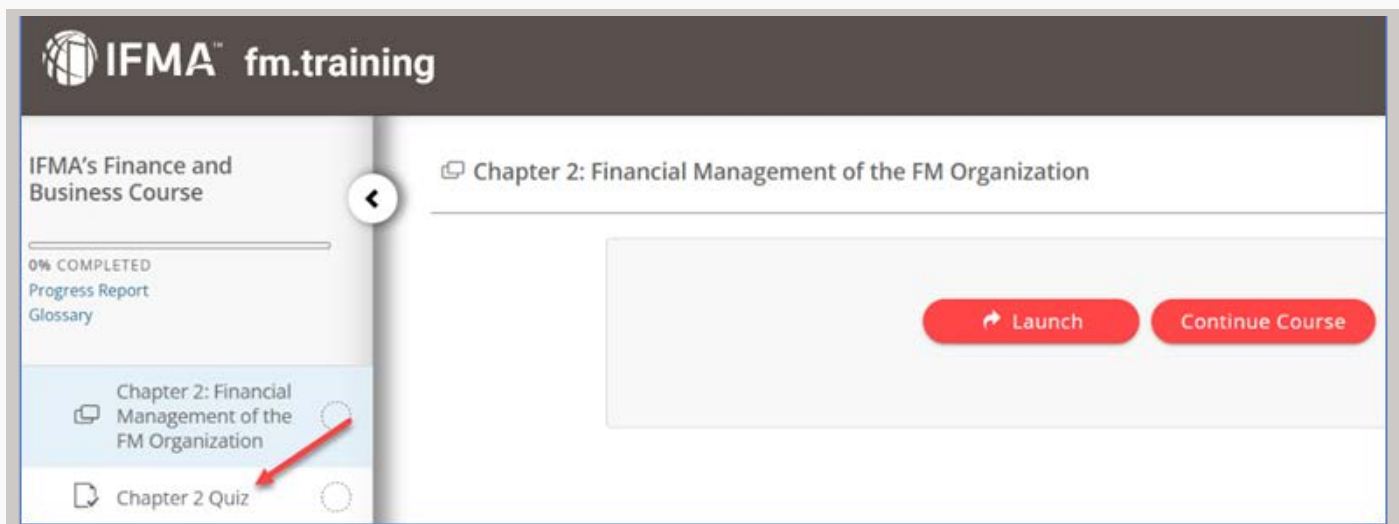 IFMA™ fm.training
IFMA's Finance and
Business Course
0% COMPLETED
Progress Report
Glossary
Chapter 2: Financial
Management of the
FM Organization
Chapter 2 Quiz
Chapter 2: Financial Management of the FM Organization
Launch
Continue Course